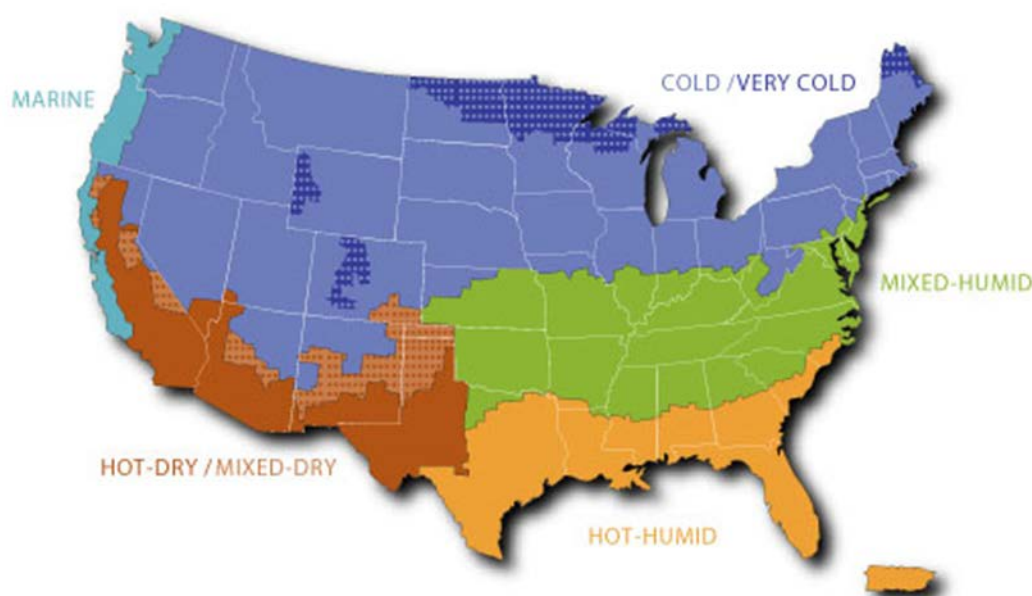 COLD / VERY COLD
MARINE
MIXED-HUMID
HOT-DRY / MIXED-DRY
HOT-HUMID